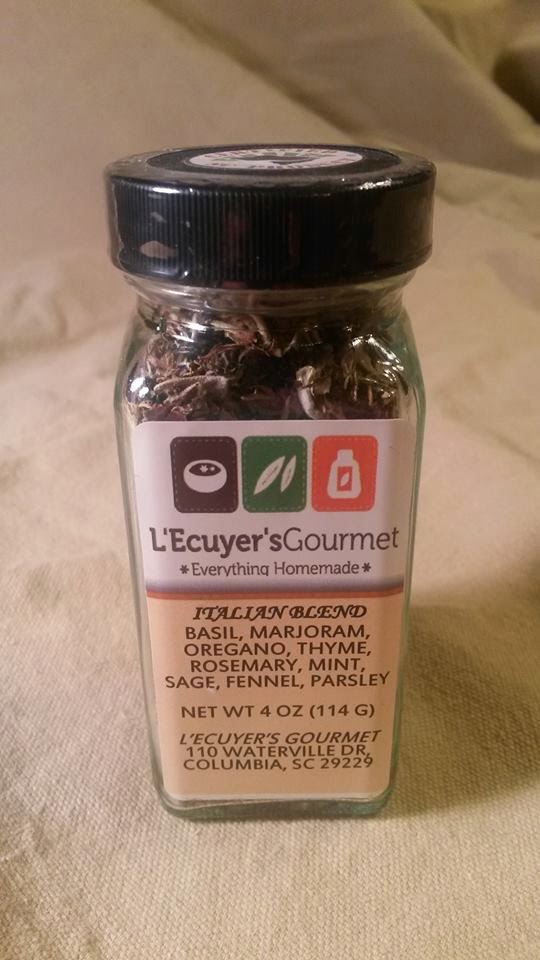 L'Ecuyer'sGourmet
*Everything Homemade*
ITALIAN BLEND
BASIL, MARJORAM,
OREGANO, THYME,
ROSEMARY, MINT,
SAGE, FENNEL, PARSLEY
NET WT 4 OZ (114 G)
L'ECUYER'S GOURMET
110 WATERVILLE DR,
COLUMBIA, SC 29229